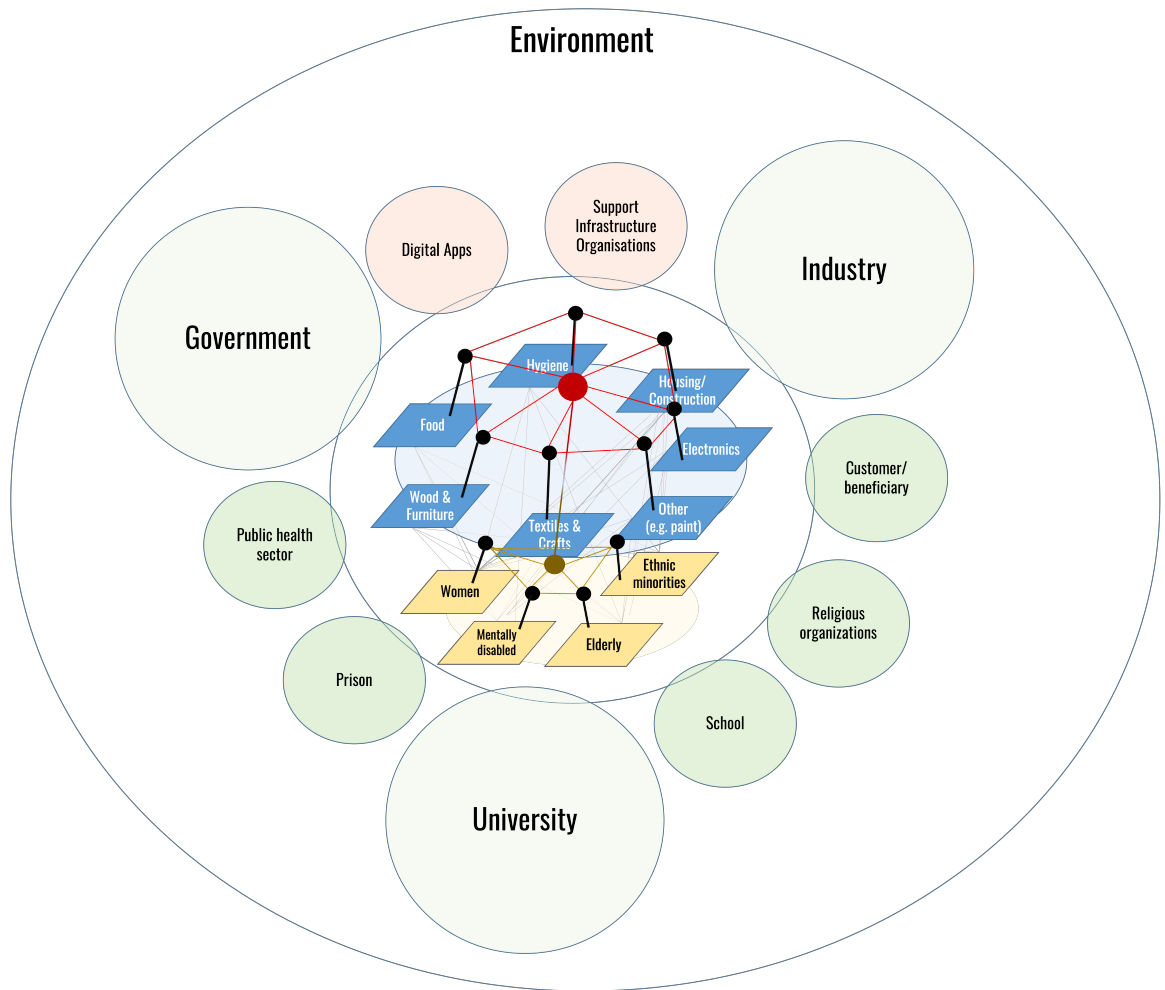 Environment
Support
Infrastructure
Organisations
Digital Apps
Industry
Government
Hygiene
Housing/
Construction
Food
Electronics
Customer/
beneficiary
Wood &
Furniture
Other
(e.g. paint)
Textiles &
Crafts
Public health
sector
Ethnic
minorities
Women
Religious
organizations
Mentally
disabled
Elderly
Prison
School
University